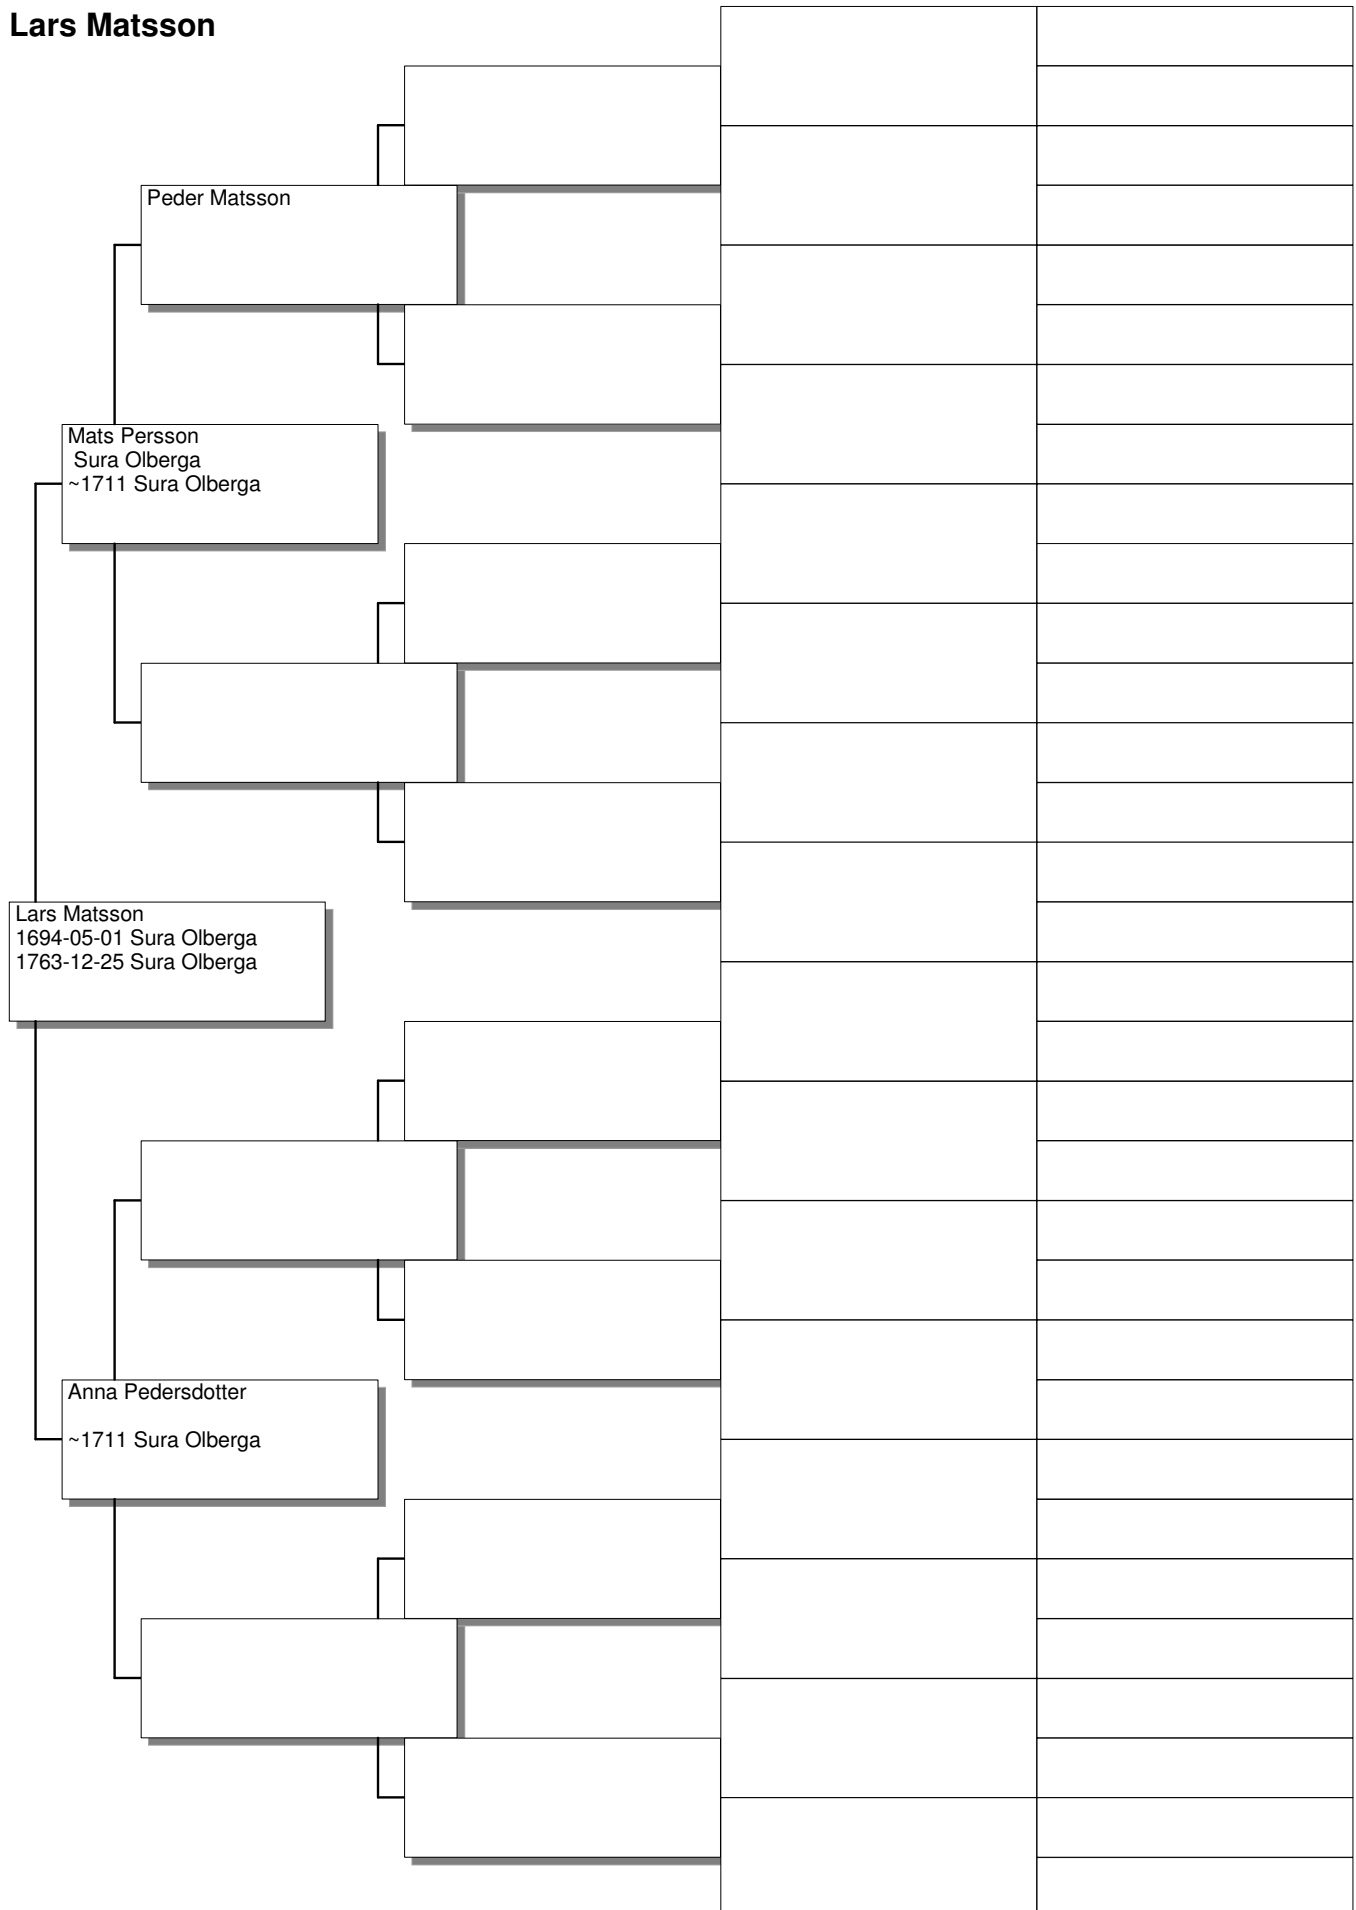 Lars Matsson
Peder Matsson
Mats Persson
Sura Olberga
~1711 Sura Olberga
Lars Matsson
1694-05-01 Sura Olberga
1763-12-25 Sura Olberga
Anna Pedersdotter
~1711 Sura Olberga